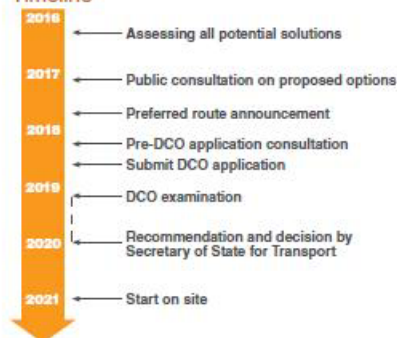 Timeline
2016
Assessing all potential solutions
2017
Public consultation on proposed options
Preferred route announcement
2018
Pre-DCO application consultation
Submit DCO application
2019
DCO examination
2020
Recommendation and decision by
Secretary of State for Transport
2021
Start on site